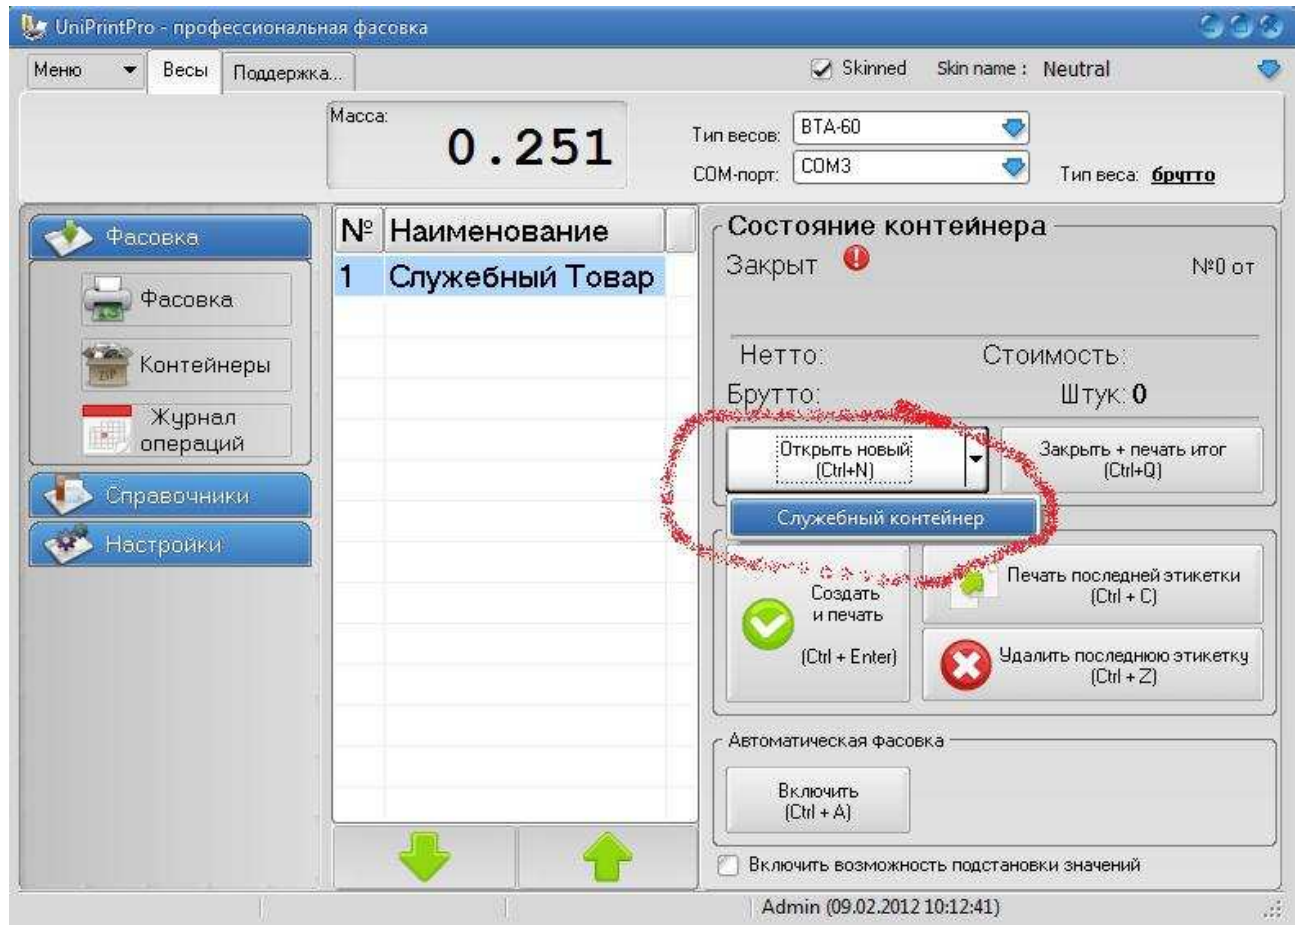 UniPrintPro - профессиональная фасовка
Меню Весы Поддержка... Skinned Skin name : Neutral
Масса:
0.251
Тип весов: ВТА-60
COM-порт: COM3
Тип веса: брутто
Фасовка
Фасовка
Контейнеры
Журнал
операций
Справочники
Настройки
№ Наименование
1 Служебный Товар
Состояние контейнера
Закрыт №0 от
Нетто: Стоимость:
Брутто: Штук: 0
Открыть новый
(Ctrl+N)
Закрыть + печать итог
(Ctrl+Q)
Служебный контейнер
Создать
и печать
(Ctrl + Enter)
Печать последней этикетки
(Ctrl + C)
Удалить последнюю этикетку
(Ctrl + Z)
Автоматическая фасовка
Включить
(Ctrl + A)
Включить возможность подстановки значений
Admin (09.02.2012 10:12:41)